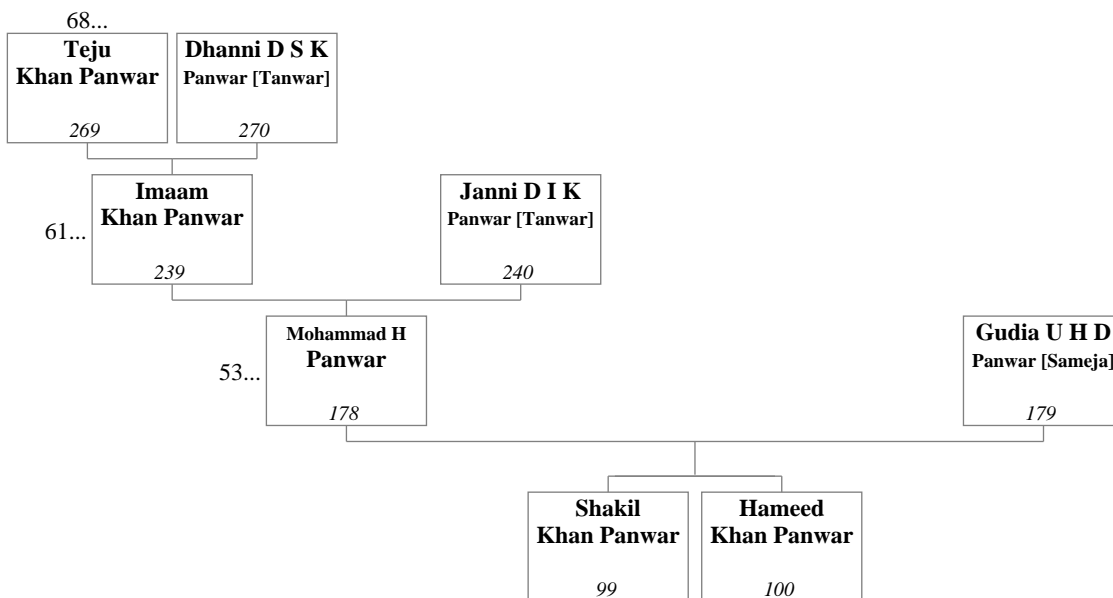 68...
Teju
Khan Panwar
269
Dhanni D S K
Panwar [Tanwar]
270
61...
Imaam
Khan Panwar
239
Janni D I K
Panwar [Tanwar]
240
53...
Mohammad H
Panwar
178
Gudia U H D
Panwar [Sameja]
179
Shakil
Khan Panwar
99
Hameed
Khan Panwar
100